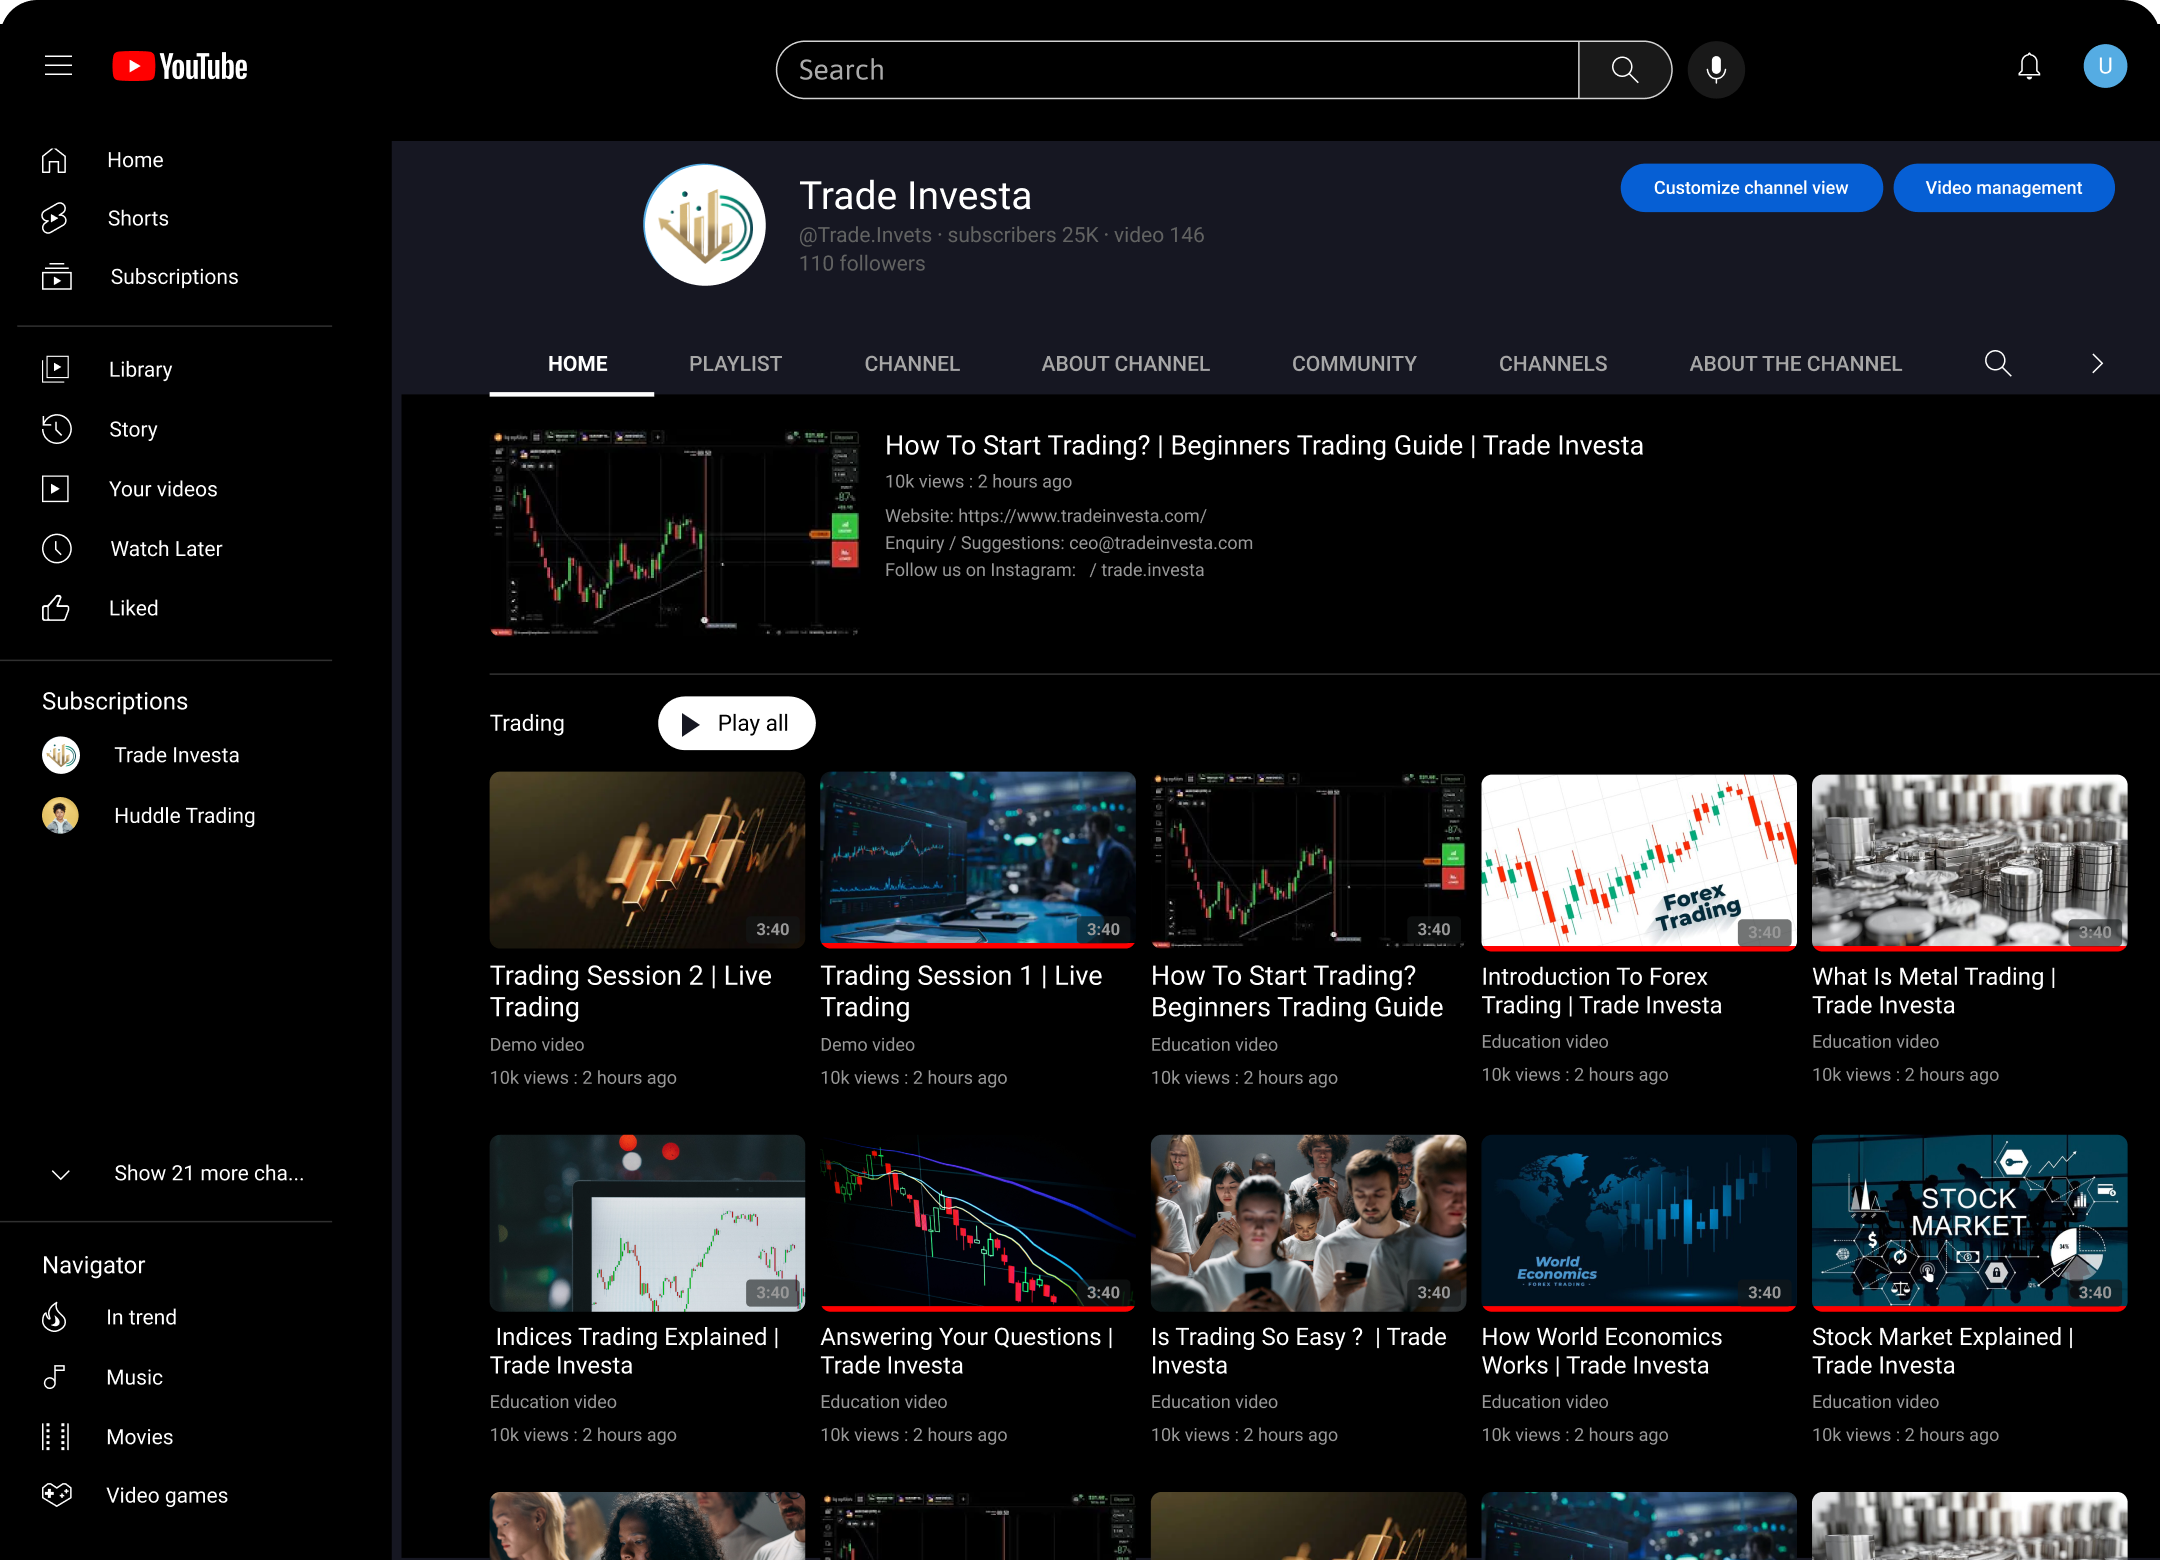 YouTube
Search
U
Home
Shorts
Subscriptions
Library
Story
Your videos
Watch Later
Liked
Subscriptions
Trade Investa
Huddle Trading
Show 21 more cha...
Navigator
In trend
Music
Movies
Video games
Trade Investa
@Trade.Invets · subscribers 25K · video 146
110 followers
Customize channel view
Video management
HOME
PLAYLIST
CHANNEL
ABOUT CHANNEL
COMMUNITY
CHANNELS
ABOUT THE CHANNEL
How To Start Trading? | Beginners Trading Guide | Trade Investa
10k views : 2 hours ago
Website: https://www.tradeinvesta.com/
Enquiry / Suggestions: ceo@tradeinvesta.com
Follow us on Instagram: / trade.investa
Trading
Play all
3:40
Trading Session 2 | Live
Trading
Demo video
10k views : 2 hours ago
3:40
Trading Session 1 | Live
Trading
Demo video
10k views : 2 hours ago
3:40
How To Start Trading?
Beginners Trading Guide
Education video
10k views : 2 hours ago
Forex
Trading
3:40
Introduction To Forex
Trading | Trade Investa
Education video
10k views : 2 hours ago
3:40
What Is Metal Trading |
Trade Investa
Education video
10k views : 2 hours ago
3:40
Indices Trading Explained |
Trade Investa
Education video
10k views : 2 hours ago
3:40
Answering Your Questions |
Trade Investa
Education video
10k views : 2 hours ago
3:40
Is Trading So Easy ? | Trade
Investa
Education video
10k views : 2 hours ago
World
Economics
FOREX TRADING
3:40
How World Economics
Works | Trade Investa
Education video
10k views : 2 hours ago
STOCK
MARKET
3:40
Stock Market Explained |
Trade Investa
Education video
10k views : 2 hours ago